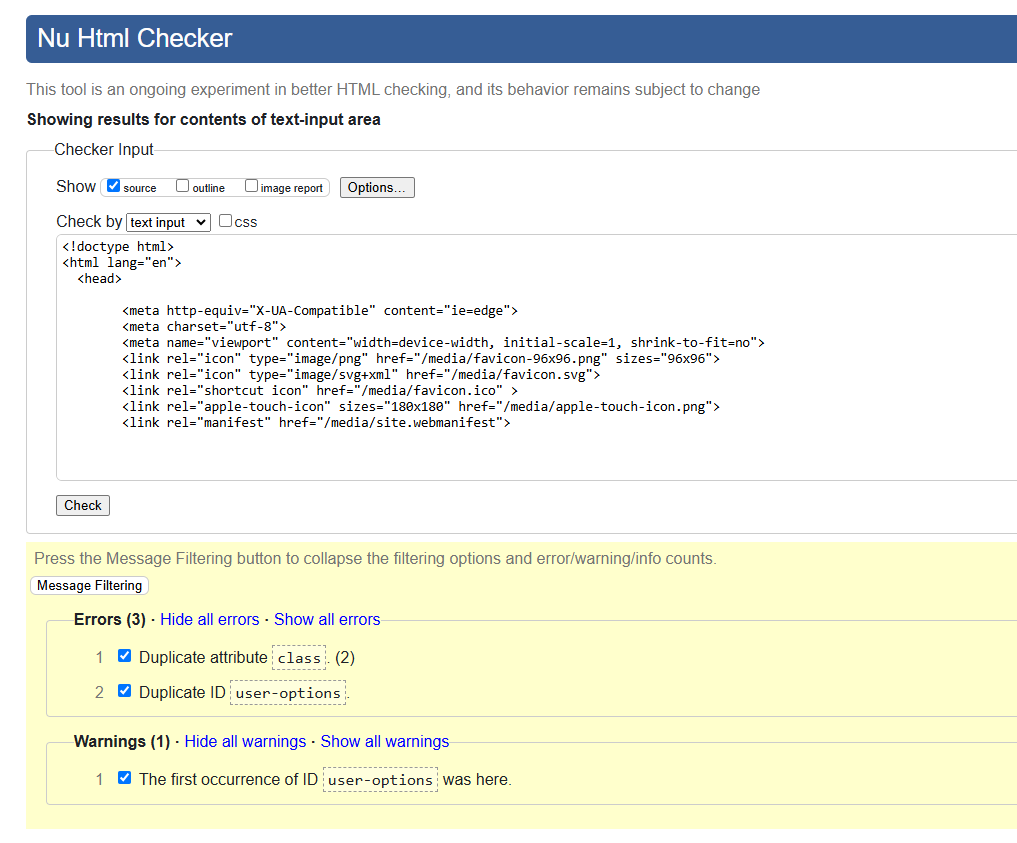 Nu Html Checker
This tool is an ongoing experiment in better HTML checking, and its behavior remains subject to change
Showing results for contents of text-input area
Checker Input
Show source outline image report Options...
Check by text input css
<!doctype html>
<html lang="en">
<head>
<meta http-equiv="X-UA-Compatible" content="ie=edge">
<meta charset="utf-8">
<meta name="viewport" content="width=device-width, initial-scale=1, shrink-to-fit=no">
<link rel="icon" type="image/png" href="/media/favicon-96x96.png" sizes="96x96">
<link rel="icon" type="image/svg+xml" href="/media/favicon.svg">
<link rel="shortcut icon" href="/media/favicon.ico" >
<link rel="apple-touch-icon" sizes="180x180" href="/media/apple-touch-icon.png">
<link rel="manifest" href="/media/site.webmanifest">
Check
Press the Message Filtering button to collapse the filtering options and error/warning/info counts.
Message Filtering
Errors (3) · Hide all errors · Show all errors
1 Duplicate attribute class. (2)
2 Duplicate ID user-options.
Warnings (1) · Hide all warnings · Show all warnings
1 The first occurrence of ID user-options was here.